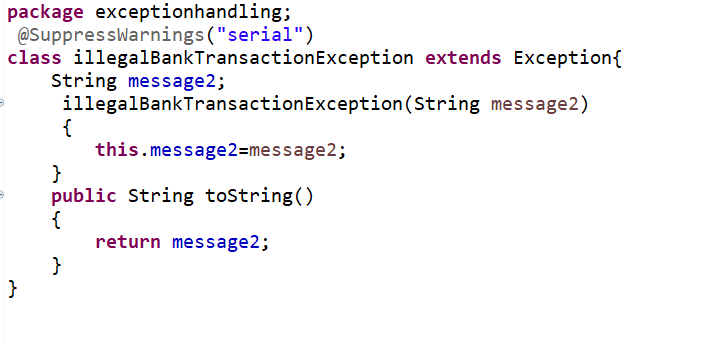 package exceptionhandling;
@SuppressWarnings("serial")
class illegalBankTransactionException extends Exception{
String message2;
illegalBankTransactionException(String message2)
{
this.message2=message2;
}
public String toString()
{
return message2;
}
}